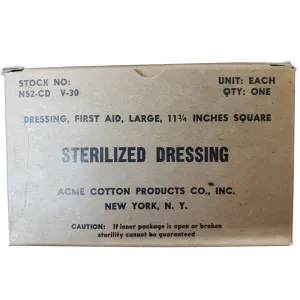 STOCK NO: UNIT: EACH
NS2-CD V-30 QTY: ONE
DRESSING, FIRST AID, LARGE, 11¾ INCHES SQUARE
STERILIZED DRESSING
ACME COTTON PRODUCTS CO., INC.
NEW YORK, N. Y.
CAUTION: If inner package is open or broken
sterility cannot be guaranteed